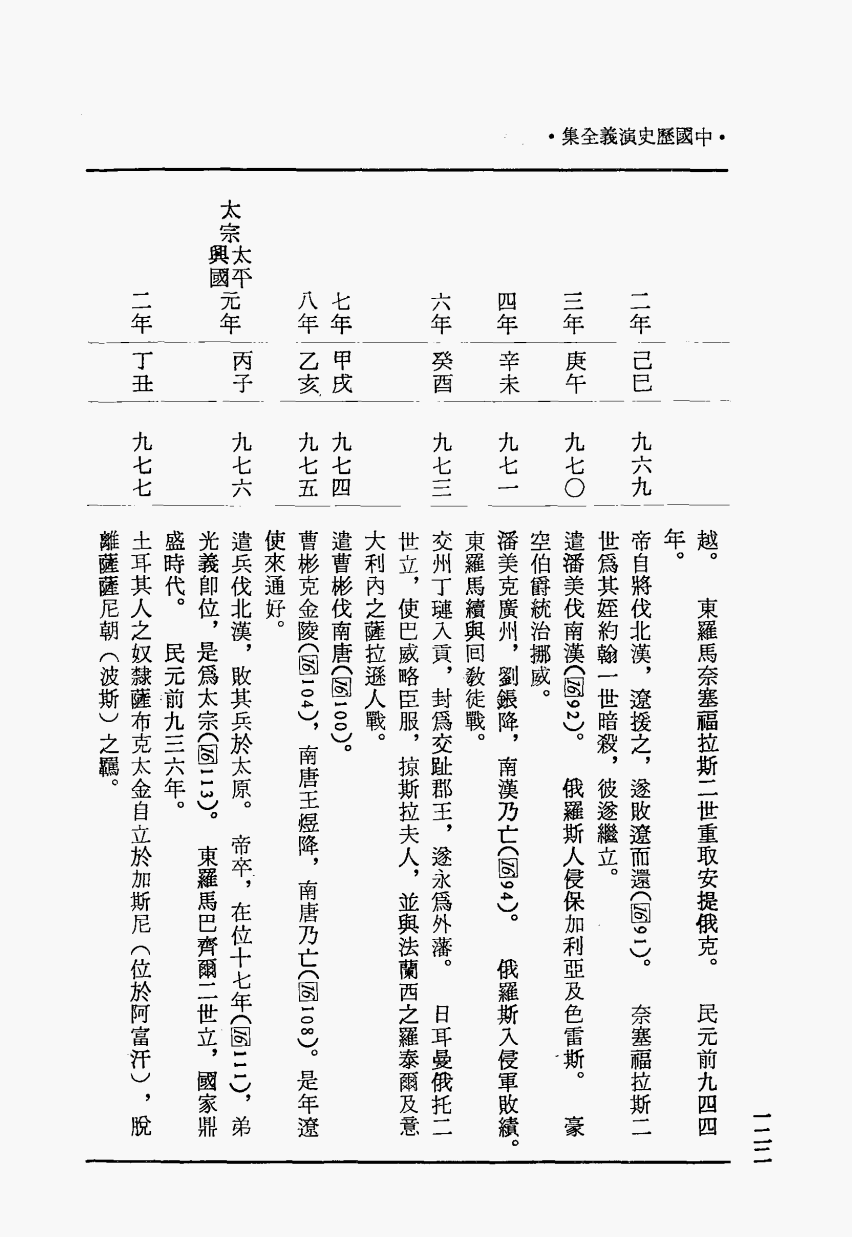 •中國歷史演義全集•
越。 東羅馬奈塞福拉斯二世重取安提俄克。 民元前九四四
年。
二年 己巳 九六九 帝自將伐北漢，遼援之，遂敗遼而還(16 91)。 奈塞福拉斯二
世爲其姪約翰一世暗殺，彼遂繼立。
三年 庚午 九七〇 遣潘美伐南漢(16 92)。 俄羅斯人侵保加利亞及色雷斯。 豪
空伯爵統治挪威。
四年 辛未 九七一 潘美克廣州，劉鋹降，南漢乃亡(16 94)。 俄羅斯入侵軍敗績。
東羅馬續與回敎徒戰。
六年 癸酉 九七三 交州丁璉入貢，封爲交趾郡王，遂永爲外藩。 日耳曼俄托二
世立，使巴威略臣服，掠斯拉夫人，並與法蘭西之羅泰爾及意
大利內之薩拉遜人戰。
七年 甲戌 九七四 遣曹彬伐南唐(16 100)。
八年 乙亥 九七五 曹彬克金陵(16 104)，南唐王煜降，南唐乃亡(16 108)。是年遼
使來通好。
太宗太平興國元年 丙子 九七六 遣兵伐北漢，敗其兵於太原。 帝卒，在位十七年(16 111)，弟
光義卽位，是爲太宗(16 113)。 東羅馬巴齊爾二世立，國家鼎
盛時代。 民元前九三六年。
二年 丁丑 九七七 土耳其人之奴隸薩布克太金自立於加斯尼（位於阿富汗），脫
離薩薩尼朝（波斯）之羈。
一二二